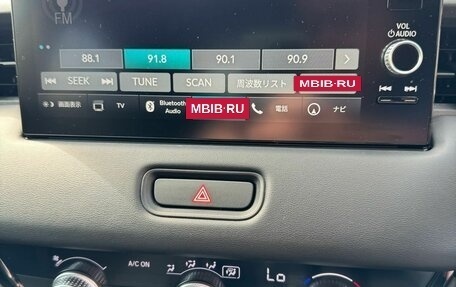 FM
VOL
AUDIO
88.1 91.8 90.1 90.9
SEEK TUNE SCAN 周波数リスト MBIB·RU
画面表示 TV Bluetooth Audio MBIB·RU 電話 ナビ
A/C ON Lo